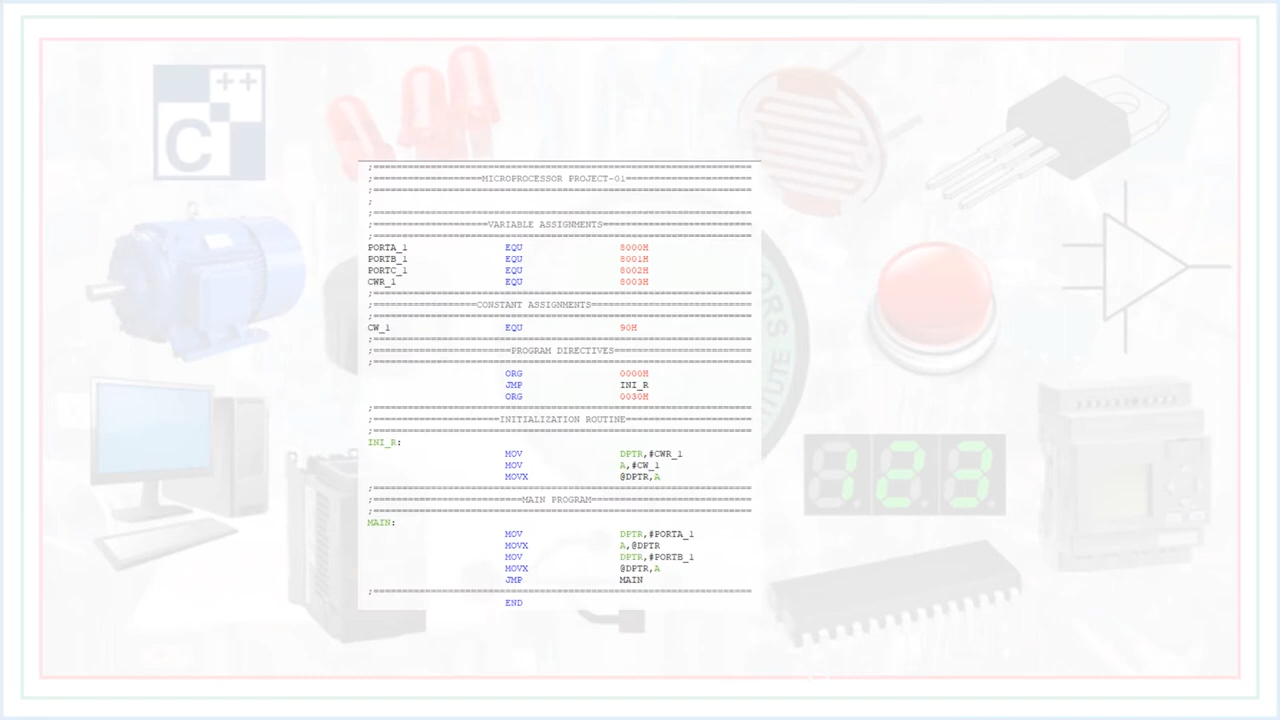 ;==================================================================
;===================MICROPROCESSOR PROJECT-01======================
;==================================================================
;
;==================================================================
;====================VARIABLE ASSIGNMENTS==========================
;==================================================================
PORTA_1 EQU 8000H
PORTB_1 EQU 8001H
PORTC_1 EQU 8002H
CWR_1 EQU 8003H
;==================================================================
;==================CONSTANT ASSIGNMENTS============================
;==================================================================
CW_1 EQU 90H
;==================================================================
;========================PROGRAM DIRECTIVES========================
;==================================================================
ORG 0000H
JMP INI_R
ORG 0030H
;==================================================================
;======================INITIALIZATION ROUTINE======================
;==================================================================
INI_R:
MOV DPTR,#CWR_1
MOV A,#CW_1
MOVX @DPTR,A
;==================================================================
;==========================MAIN PROGRAM============================
;==================================================================
MAIN:
MOV DPTR,#PORTA_1
MOVX A,@DPTR
MOV DPTR,#PORTB_1
MOVX @DPTR,A
JMP MAIN
;==================================================================
END
C ++
123
ORS